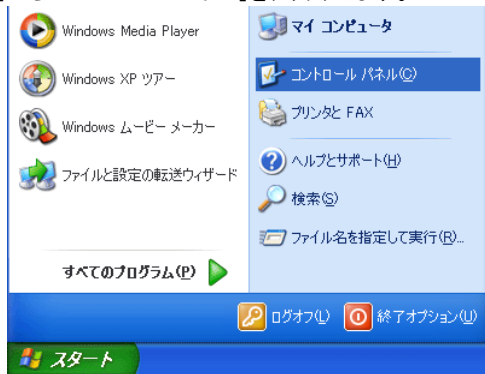 Windows Media Player
Windows XP ツアー
Windows ムービー メーカー
ファイルと設定の転送ウィザード
すべてのプログラム(P)
マイ コンピュータ
コントロール パネル(C)
プリンタと FAX
ヘルプとサポート(H)
検索(S)
ファイル名を指定して実行(R)...
ログオフ(L)
終了オプション(U)
スタート